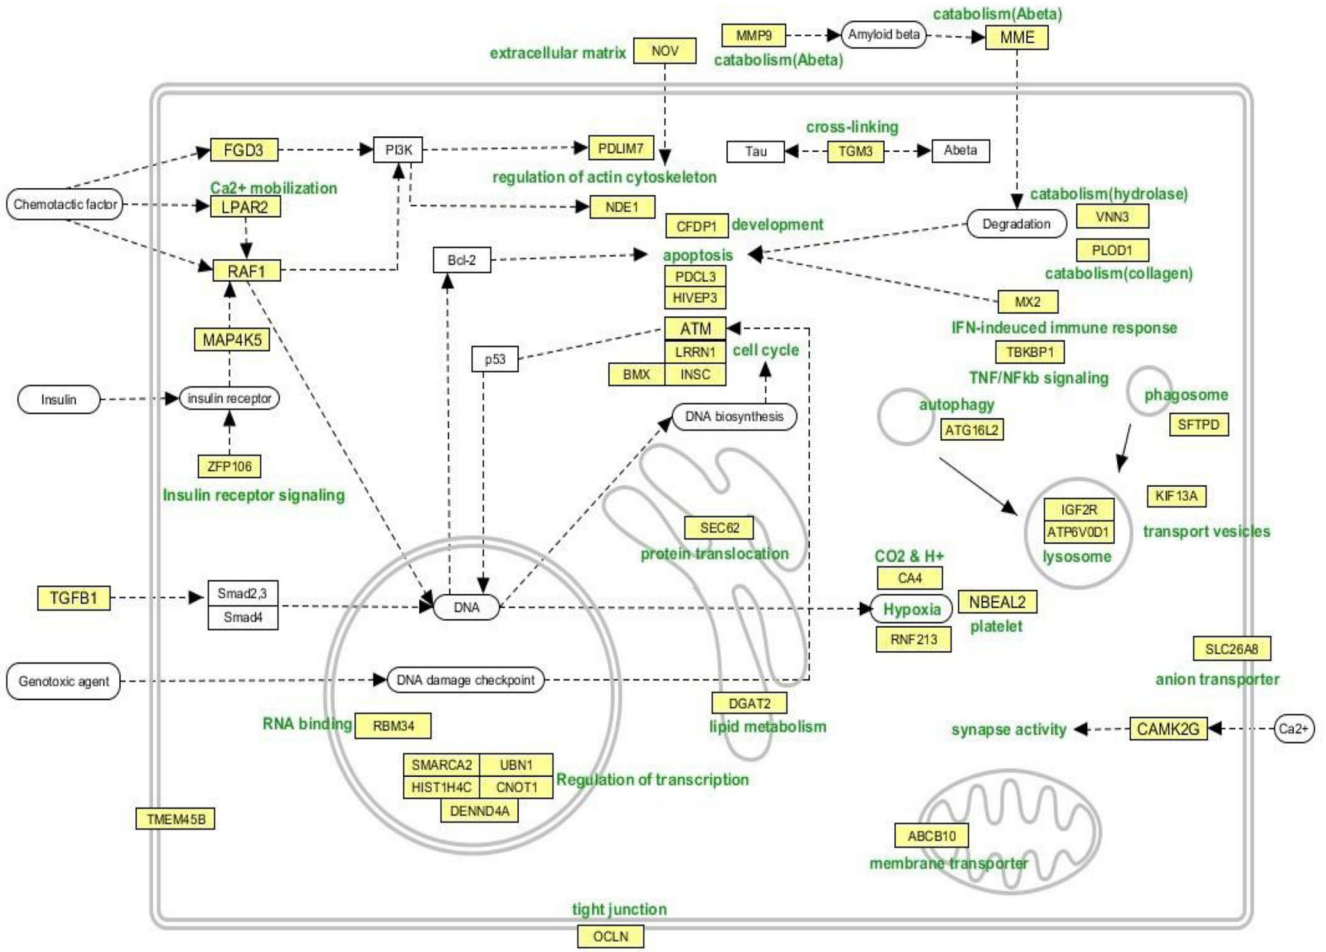 catabolism(Abeta)
MMP9
Amyloid beta
MME
extracellular matrix
NOV
catabolism(Abeta)
cross-linking
FGD3
PI3K
PDLIM7
Tau
TGM3
Abeta
regulation of actin cytoskeleton
Ca2+ mobilization
catabolism(hydrolase)
Chemotactic factor
LPAR2
NDE1
VNN3
CFDP1
development
Degradation
PLOD1
Bcl-2
apoptosis
catabolism(collagen)
RAF1
PDCL3
HIVEP3
MX2
ATM
IFN-indeuced immune response
MAP4K5
p53
LRRN1
cell cycle
TBKBP1
BMX
INSC
TNF/NFkb signaling
Insulin
insulin receptor
DNA biosynthesis
autophagy
phagosome
ATG16L2
SFTPD
ZFP106
Insulin receptor signaling
KIF13A
IGF2R
SEC62
ATP6V0D1
transport vesicles
protein translocation
lysosome
CO2 & H+
CA4
TGFB1
Smad2,3
Smad4
DNA
Hypoxia
NBEAL2
platelet
RNF213
SLC26A8
Genotoxic agent
DNA damage checkpoint
anion transporter
DGAT2
RNA binding
RBM34
lipid metabolism
synapse activity
CAMK2G
Ca2+
SMARCA2
UBN1
HIST1H4C
CNOT1
Regulation of transcription
DENND4A
TMEM45B
ABCB10
membrane transporter
tight junction
OCLN